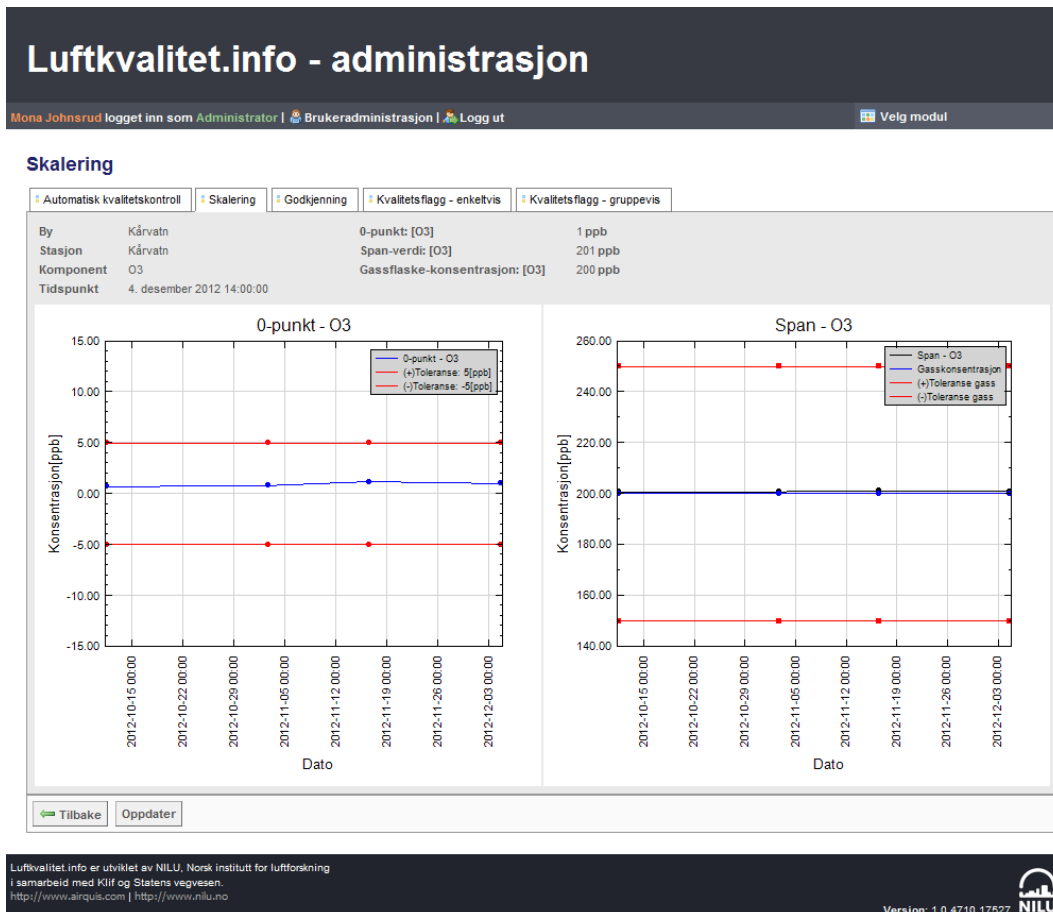 Luftkvalitet.info - administrasjon
Mona Johnsrud logget inn som Administrator | Brukeradministrasjon | Logg ut
Velg modul
Skalering
Automatisk kvalitetskontroll
Skalering
Godkjenning
Kvalitetsflagg - enkeltvis
Kvalitetsflagg - gruppevis
By Kårvatn 0-punkt: [O3] 1 ppb
Stasjon Kårvatn Span-verdi: [O3] 201 ppb
Komponent O3 Gassflaske-konsentrasjon: [O3] 200 ppb
Tidspunkt 4. desember 2012 14:00:00
0-punkt - O3
15.00
10.00
5.00
0.00
-5.00
-10.00
-15.00
Konsentrasjon[ppb]
0-punkt - O3
(+)Toleranse: 5[ppb]
(-)Toleranse: -5[ppb]
2012-10-15 00:00
2012-10-22 00:00
2012-10-29 00:00
2012-11-05 00:00
2012-11-12 00:00
2012-11-19 00:00
2012-11-26 00:00
2012-12-03 00:00
Dato
Span - O3
260.00
240.00
220.00
200.00
180.00
160.00
140.00
Konsentrasjon[ppb]
Span - O3
Gasskonsentrasjon
(+)Toleranse gass
(-)Toleranse gass
2012-10-15 00:00
2012-10-22 00:00
2012-10-29 00:00
2012-11-05 00:00
2012-11-12 00:00
2012-11-19 00:00
2012-11-26 00:00
2012-12-03 00:00
Dato
Tilbake
Oppdater
Luftkvalitet.info er utviklet av NILU, Norsk institutt for luftforskning
i samarbeid med Klif og Statens vegvesen.
http://www.airquis.com | http://www.nilu.no
Version: 1.0.4710.17527
NILU